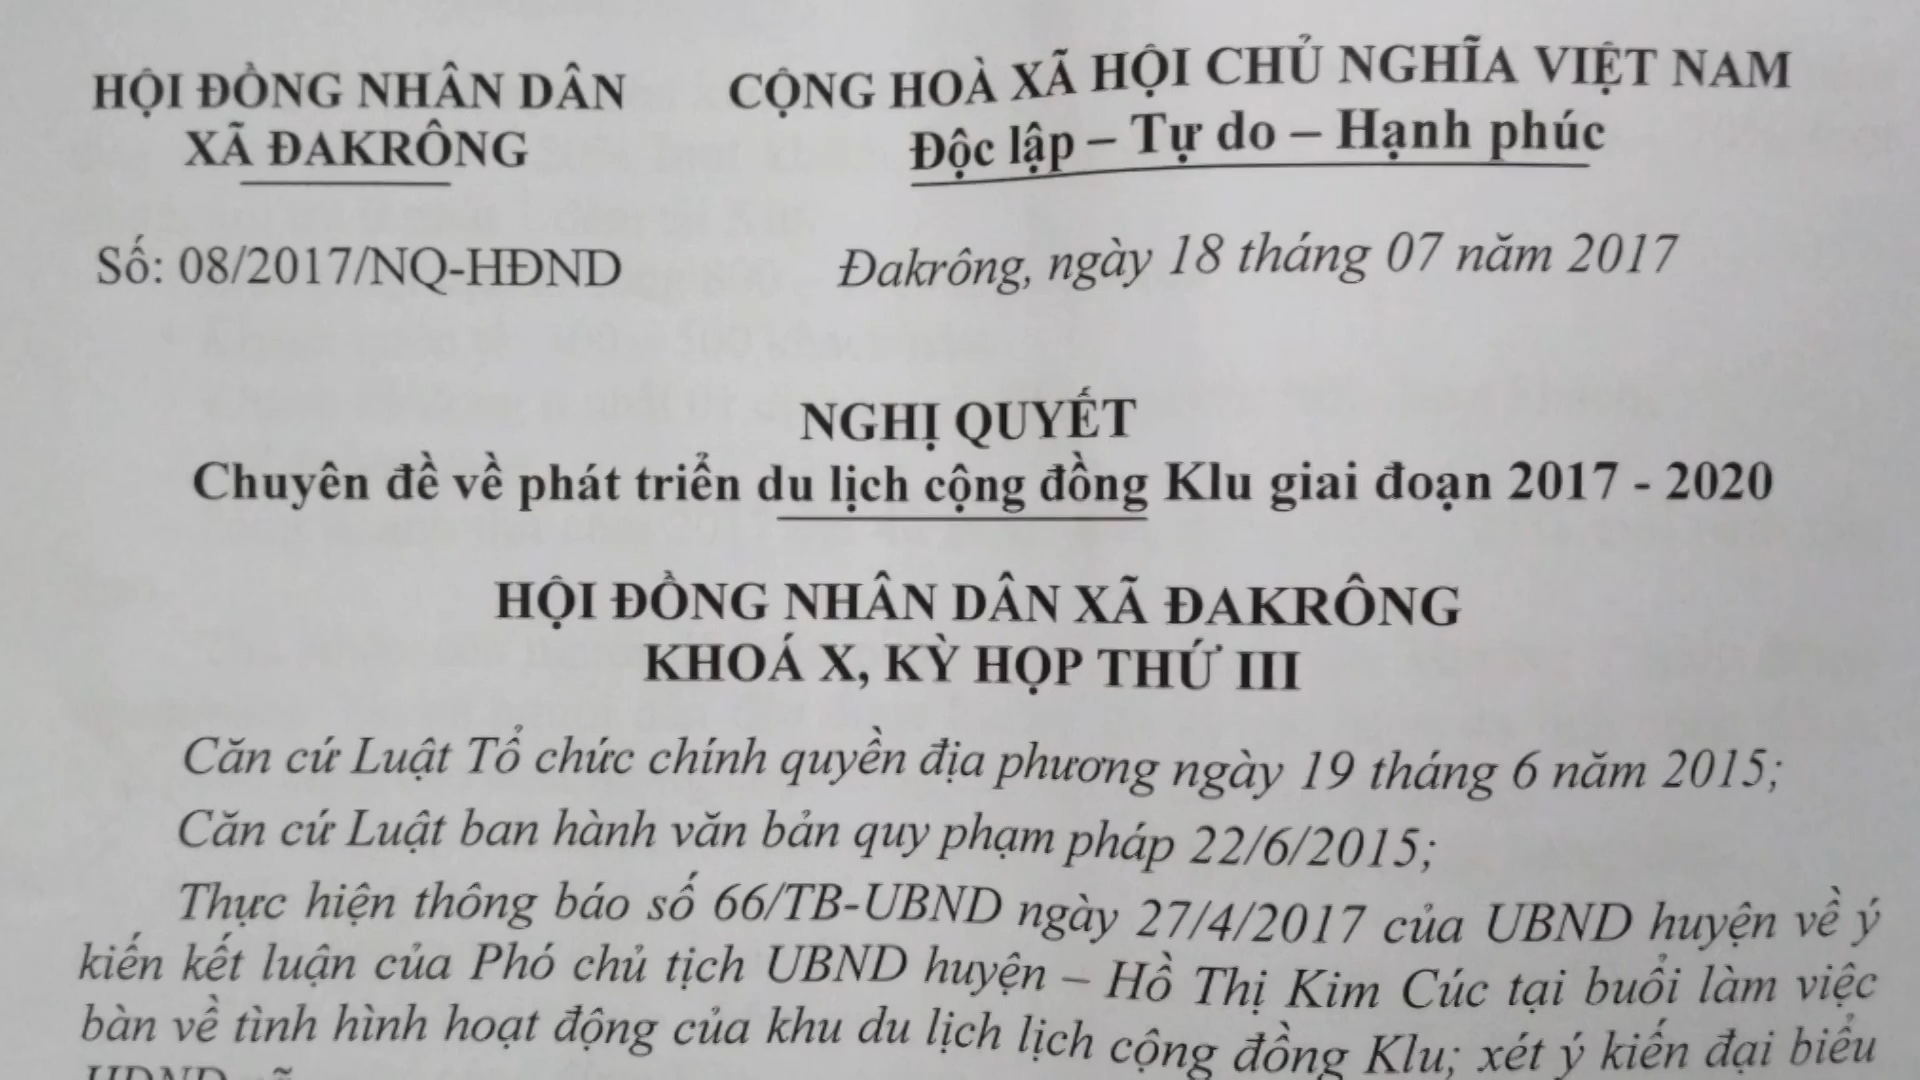 HỘI ĐỒNG NHÂN DÂN
XÃ ĐAKRÔNG
CỘNG HOÀ XÃ HỘI CHỦ NGHĨA VIỆT NAM
Độc lập – Tự do – Hạnh phúc
Số: 08/2017/NQ-HĐND
Đakrông, ngày 18 tháng 07 năm 2017
NGHỊ QUYẾT
Chuyên đề về phát triển du lịch cộng đồng Klu giai đoạn 2017 - 2020
HỘI ĐỒNG NHÂN DÂN XÃ ĐAKRÔNG
KHOÁ X, KỲ HỌP THỨ III
Căn cứ Luật Tổ chức chính quyền địa phương ngày 19 tháng 6 năm 2015;
Căn cứ Luật ban hành văn bản quy phạm pháp 22/6/2015;
Thực hiện thông báo số 66/TB-UBND ngày 27/4/2017 của UBND huyện về ý
kiến kết luận của Phó chủ tịch UBND huyện – Hồ Thị Kim Cúc tại buổi làm việc
bàn về tình hình hoạt động của khu du lịch lịch cộng đồng Klu; xét ý kiến đại biểu